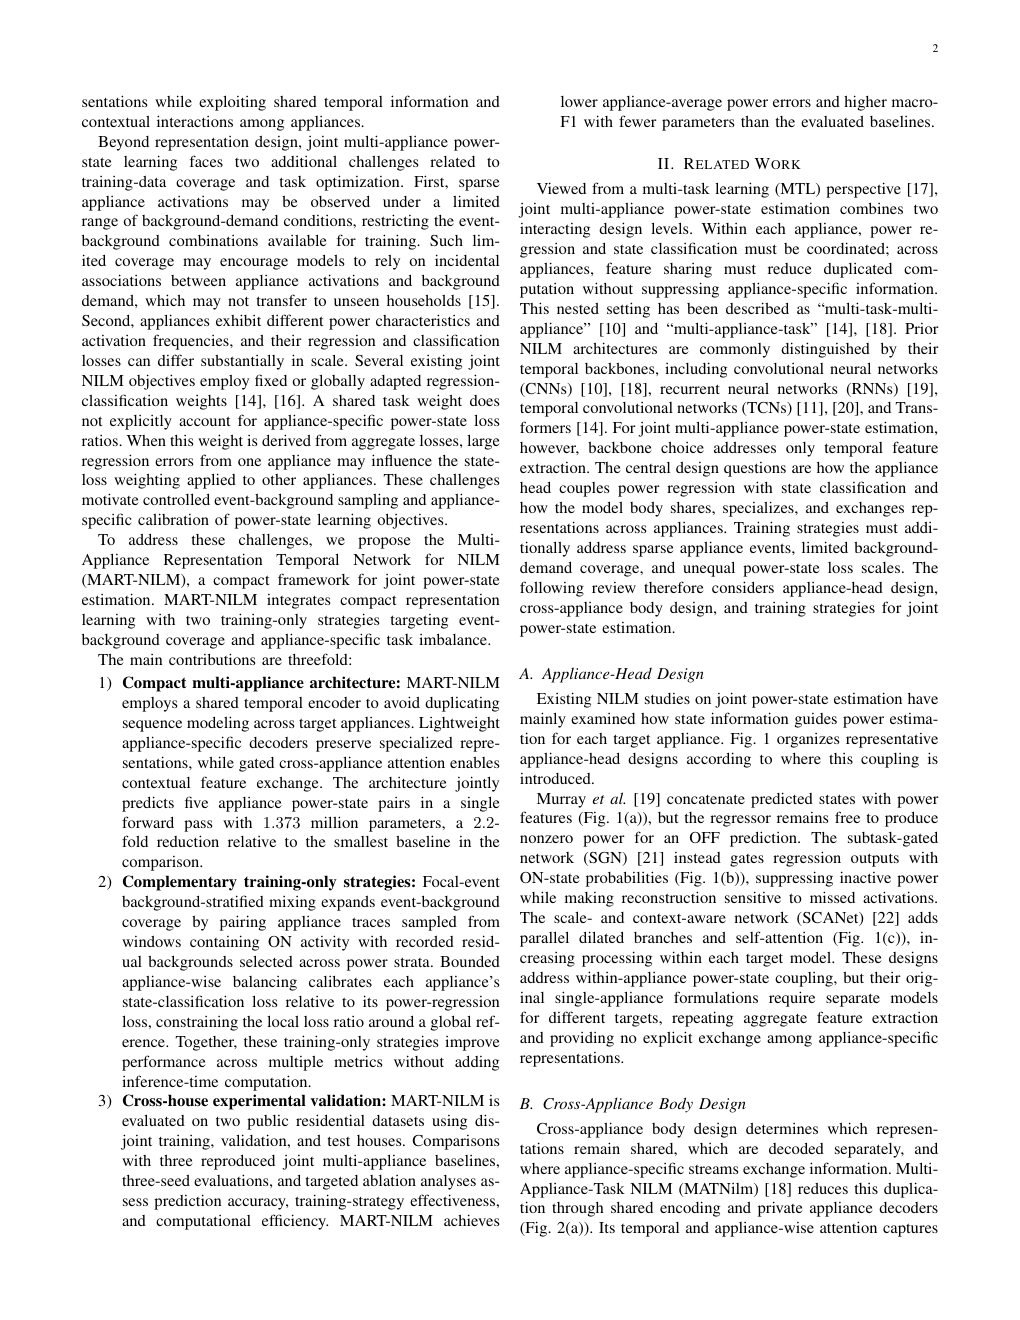 2
sentations while exploiting shared temporal information and
contextual interactions among appliances.
Beyond representation design, joint multi-appliance power-
state learning faces two additional challenges related to
training-data coverage and task optimization. First, sparse
appliance activations may be observed under a limited
range of background-demand conditions, restricting the event-
background combinations available for training. Such lim-
ited coverage may encourage models to rely on incidental
associations between appliance activations and background
demand, which may not transfer to unseen households [15].
Second, appliances exhibit different power characteristics and
activation frequencies, and their regression and classification
losses can differ substantially in scale. Several existing joint
NILM objectives employ fixed or globally adapted regression-
classification weights [14], [16]. A shared task weight does
not explicitly account for appliance-specific power-state loss
ratios. When this weight is derived from aggregate losses, large
regression errors from one appliance may influence the state-
loss weighting applied to other appliances. These challenges
motivate controlled event-background sampling and appliance-
specific calibration of power-state learning objectives.
To address these challenges, we propose the Multi-
Appliance Representation Temporal Network for NILM
(MART-NILM), a compact framework for joint power-state
estimation. MART-NILM integrates compact representation
learning with two training-only strategies targeting event-
background coverage and appliance-specific task imbalance.
The main contributions are threefold:
1) Compact multi-appliance architecture: MART-NILM
employs a shared temporal encoder to avoid duplicating
sequence modeling across target appliances. Lightweight
appliance-specific decoders preserve specialized repre-
sentations, while gated cross-appliance attention enables
contextual feature exchange. The architecture jointly
predicts five appliance power-state pairs in a single
forward pass with 1.373 million parameters, a 2.2-
fold reduction relative to the smallest baseline in the
comparison.
2) Complementary training-only strategies: Focal-event
background-stratified mixing expands event-background
coverage by pairing appliance traces sampled from
windows containing ON activity with recorded resid-
ual backgrounds selected across power strata. Bounded
appliance-wise balancing calibrates each appliance's
state-classification loss relative to its power-regression
loss, constraining the local loss ratio around a global ref-
erence. Together, these training-only strategies improve
performance across multiple metrics without adding
inference-time computation.
3) Cross-house experimental validation: MART-NILM is
evaluated on two public residential datasets using dis-
joint training, validation, and test houses. Comparisons
with three reproduced joint multi-appliance baselines,
three-seed evaluations, and targeted ablation analyses as-
sess prediction accuracy, training-strategy effectiveness,
and computational efficiency. MART-NILM achieves
lower appliance-average power errors and higher macro-
F1 with fewer parameters than the evaluated baselines.
II. RELATED WORK
Viewed from a multi-task learning (MTL) perspective [17],
joint multi-appliance power-state estimation combines two
interacting design levels. Within each appliance, power re-
gression and state classification must be coordinated; across
appliances, feature sharing must reduce duplicated com-
putation without suppressing appliance-specific information.
This nested setting has been described as “multi-task-multi-
appliance” [10] and “multi-appliance-task” [14], [18]. Prior
NILM architectures are commonly distinguished by their
temporal backbones, including convolutional neural networks
(CNNs) [10], [18], recurrent neural networks (RNNs) [19],
temporal convolutional networks (TCNs) [11], [20], and Trans-
formers [14]. For joint multi-appliance power-state estimation,
however, backbone choice addresses only temporal feature
extraction. The central design questions are how the appliance
head couples power regression with state classification and
how the model body shares, specializes, and exchanges rep-
resentations across appliances. Training strategies must addi-
tionally address sparse appliance events, limited background-
demand coverage, and unequal power-state loss scales. The
following review therefore considers appliance-head design,
cross-appliance body design, and training strategies for joint
power-state estimation.
A. Appliance-Head Design
Existing NILM studies on joint power-state estimation have
mainly examined how state information guides power estima-
tion for each target appliance. Fig. 1 organizes representative
appliance-head designs according to where this coupling is
introduced.
Murray et al. [19] concatenate predicted states with power
features (Fig. 1(a)), but the regressor remains free to produce
nonzero power for an OFF prediction. The subtask-gated
network (SGN) [21] instead gates regression outputs with
ON-state probabilities (Fig. 1(b)), suppressing inactive power
while making reconstruction sensitive to missed activations.
The scale- and context-aware network (SCANet) [22] adds
parallel dilated branches and self-attention (Fig. 1(c)), in-
creasing processing within each target model. These designs
address within-appliance power-state coupling, but their orig-
inal single-appliance formulations require separate models
for different targets, repeating aggregate feature extraction
and providing no explicit exchange among appliance-specific
representations.
B. Cross-Appliance Body Design
Cross-appliance body design determines which represen-
tations remain shared, which are decoded separately, and
where appliance-specific streams exchange information. Multi-
Appliance-Task NILM (MATNilm) [18] reduces this duplica-
tion through shared encoding and private appliance decoders
(Fig. 2(a)). Its temporal and appliance-wise attention captures